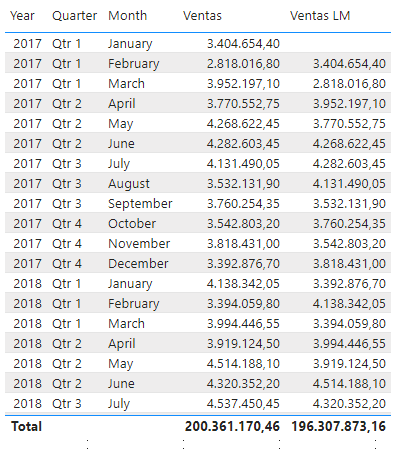 Year Quarter Month Ventas Ventas LM
2017 Qtr 1 January 3.404.654,40
2017 Qtr 1 February 2.818.016,80 3.404.654,40
2017 Qtr 1 March 3.952.197,10 2.818.016,80
2017 Qtr 2 April 3.770.552,75 3.952.197,10
2017 Qtr 2 May 4.268.622,45 3.770.552,75
2017 Qtr 2 June 4.282.603,45 4.268.622,45
2017 Qtr 3 July 4.131.490,05 4.282.603,45
2017 Qtr 3 August 3.532.131,90 4.131.490,05
2017 Qtr 3 September 3.760.254,35 3.532.131,90
2017 Qtr 4 October 3.542.803,20 3.760.254,35
2017 Qtr 4 November 3.818.431,00 3.542.803,20
2017 Qtr 4 December 3.392.876,70 3.818.431,00
2018 Qtr 1 January 4.138.342,05 3.392.876,70
2018 Qtr 1 February 3.394.059,80 4.138.342,05
2018 Qtr 1 March 3.994.446,55 3.394.059,80
2018 Qtr 2 April 3.919.124,50 3.994.446,55
2018 Qtr 2 May 4.514.188,10 3.919.124,50
2018 Qtr 2 June 4.320.352,20 4.514.188,10
2018 Qtr 3 July 4.537.450,45 4.320.352,20
Total 200.361.170,46 196.307.873,16